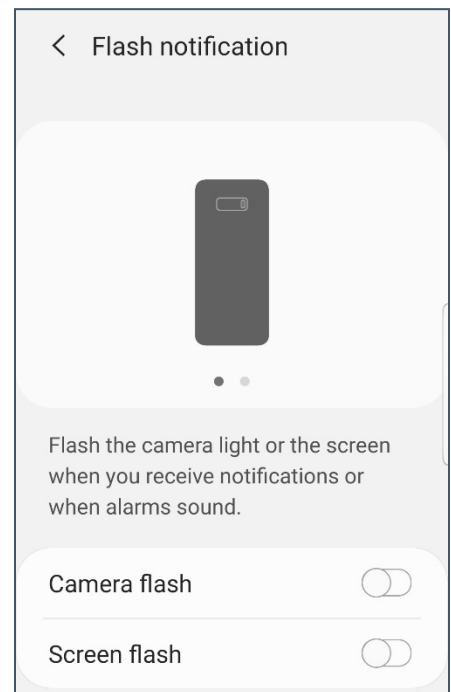 Flash notification
Flash the camera light or the screen
when you receive notifications or
when alarms sound.
Camera flash
Screen flash